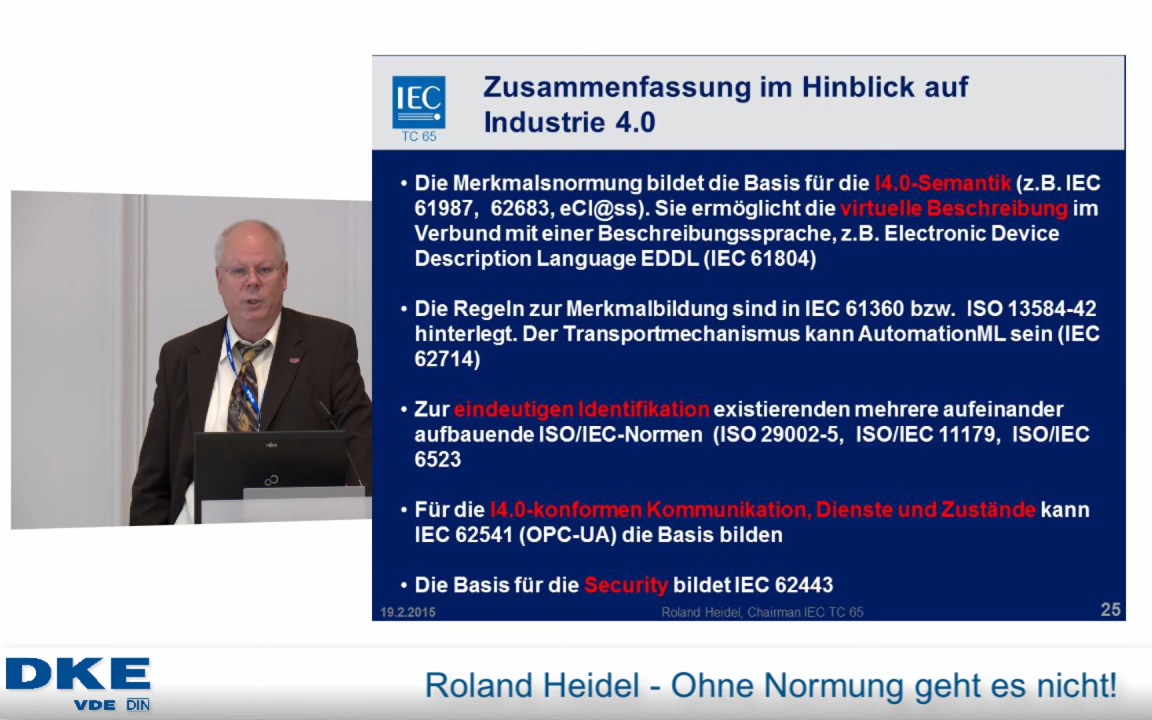 IEC
TC 65
Zusammenfassung im Hinblick auf
Industrie 4.0
• Die Merkmalsnormung bildet die Basis für die I4.0-Semantik (z.B. IEC
61987, 62683, eCl@ss). Sie ermöglicht die virtuelle Beschreibung im
Verbund mit einer Beschreibungssprache, z.B. Electronic Device
Description Language EDDL (IEC 61804)
• Die Regeln zur Merkmalbildung sind in IEC 61360 bzw. ISO 13584-42
hinterlegt. Der Transportmechanismus kann AutomationML sein (IEC
62714)
• Zur eindeutigen Identifikation existierenden mehrere aufeinander
aufbauende ISO/IEC-Normen (ISO 29002-5, ISO/IEC 11179, ISO/IEC
6523
• Für die I4.0-konformen Kommunikation, Dienste und Zustände kann
IEC 62541 (OPC-UA) die Basis bilden
• Die Basis für die Security bildet IEC 62443
19.2.2015
Roland Heidel, Chairman IEC TC 65
25
DKE
VDE DIN
Roland Heidel - Ohne Normung geht es nicht!